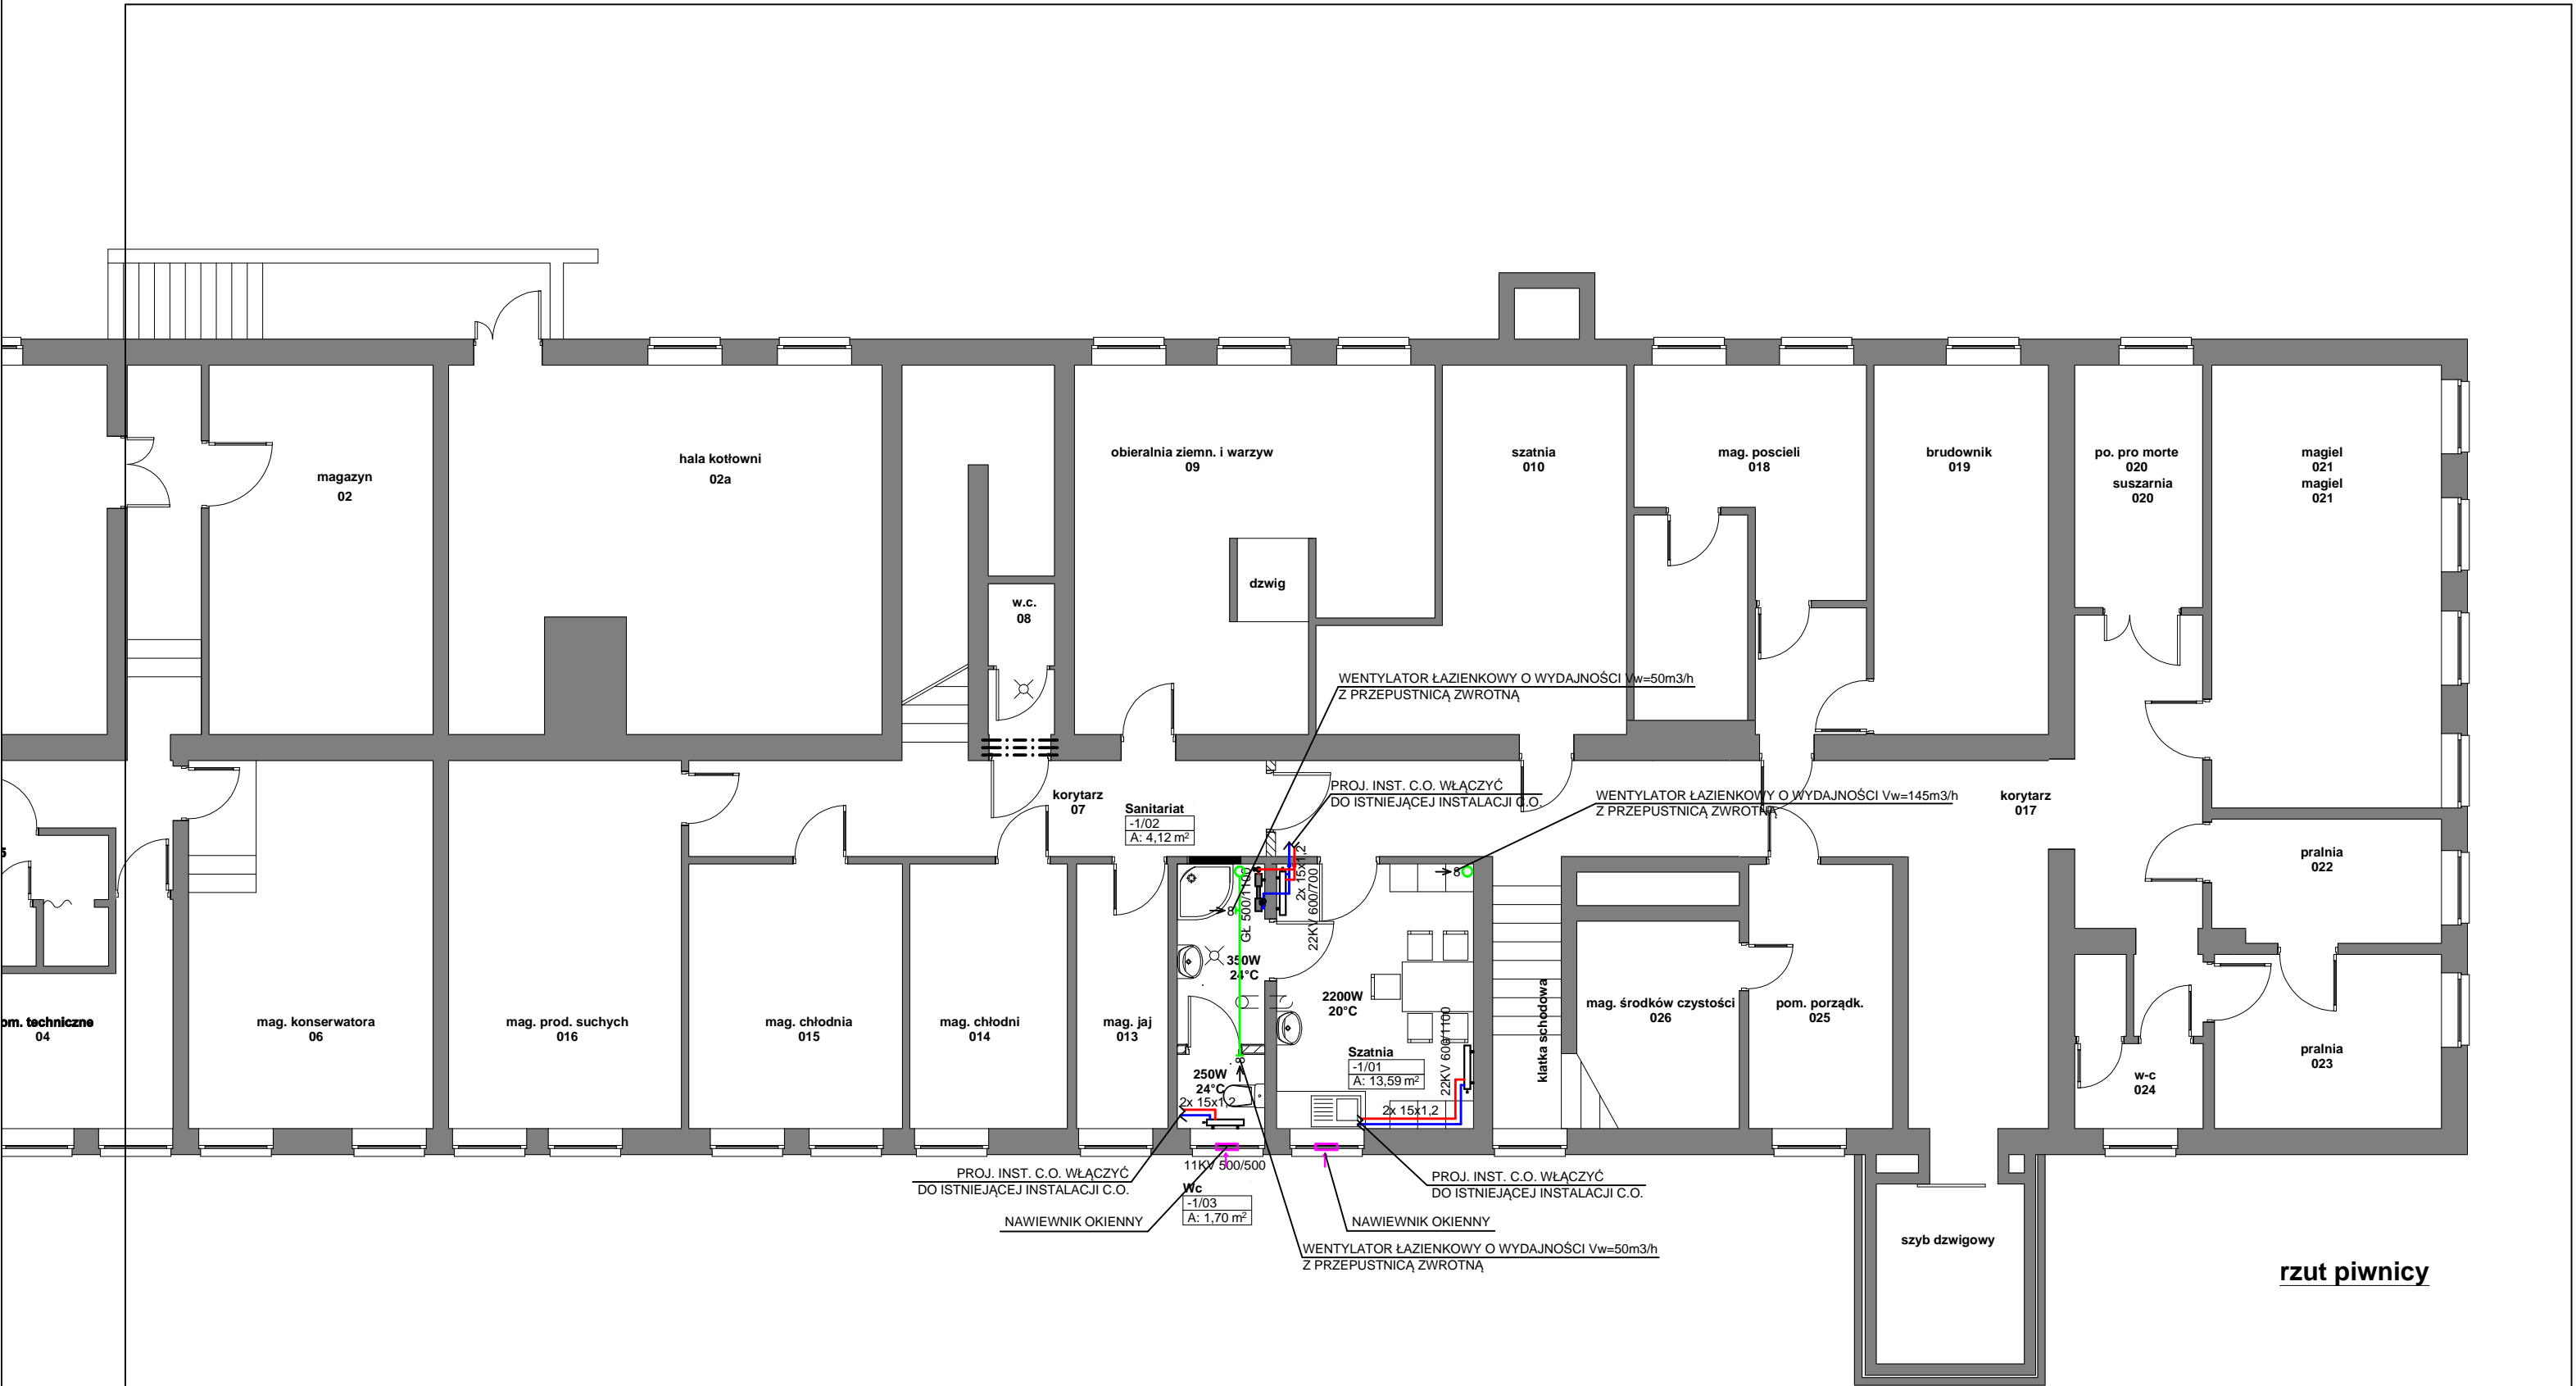 magazyn
02
hala kotłowni
02a
obieralnia ziemn. i warzyw
09
szatnia
010
mag. poscieli
018
brudownik
019
po. pro morte
020
suszarnia
020
magiel
021
magiel
021
dzwig
w.c.
08
WENTYLATOR ŁAZIENKOWY O WYDAJNOŚCI Vw=50m3/h
Z PRZEPUSTNICĄ ZWROTNĄ
PROJ. INST. C.O. WŁĄCZYĆ
DO ISTNIEJĄCEJ INSTALACJI C.O.
WENTYLATOR ŁAZIENKOWY O WYDAJNOŚCI Vw=145m3/h
Z PRZEPUSTNICĄ ZWROTNĄ
korytarz
07
Sanitariat
-1/02
A: 4,12 m²
korytarz
017
5
pralnia
022
GŁ 500/1100
2x 15x1,2
22KV 600/700
350W
24°C
2200W
20°C
om. techniczne
04
mag. konserwatora
06
mag. prod. suchych
016
mag. chłodnia
015
mag. chłodni
014
mag. jaj
013
250W
24°C
2x 15x1,2
Szatnia
-1/01
A: 13,59 m²
22KV 600/1100
2x 15x1,2
klatka schodowa
mag. środków czystości
026
pom. porządk.
025
w-c
024
pralnia
023
11KV 500/500
PROJ. INST. C.O. WŁĄCZYĆ
DO ISTNIEJĄCEJ INSTALACJI C.O.
Wc
-1/03
A: 1,70 m²
NAWIEWNIK OKIENNY
PROJ. INST. C.O. WŁĄCZYĆ
DO ISTNIEJĄCEJ INSTALACJI C.O.
NAWIEWNIK OKIENNY
WENTYLATOR ŁAZIENKOWY O WYDAJNOŚCI Vw=50m3/h
Z PRZEPUSTNICĄ ZWROTNĄ
szyb dzwigowy
rzut piwnicy